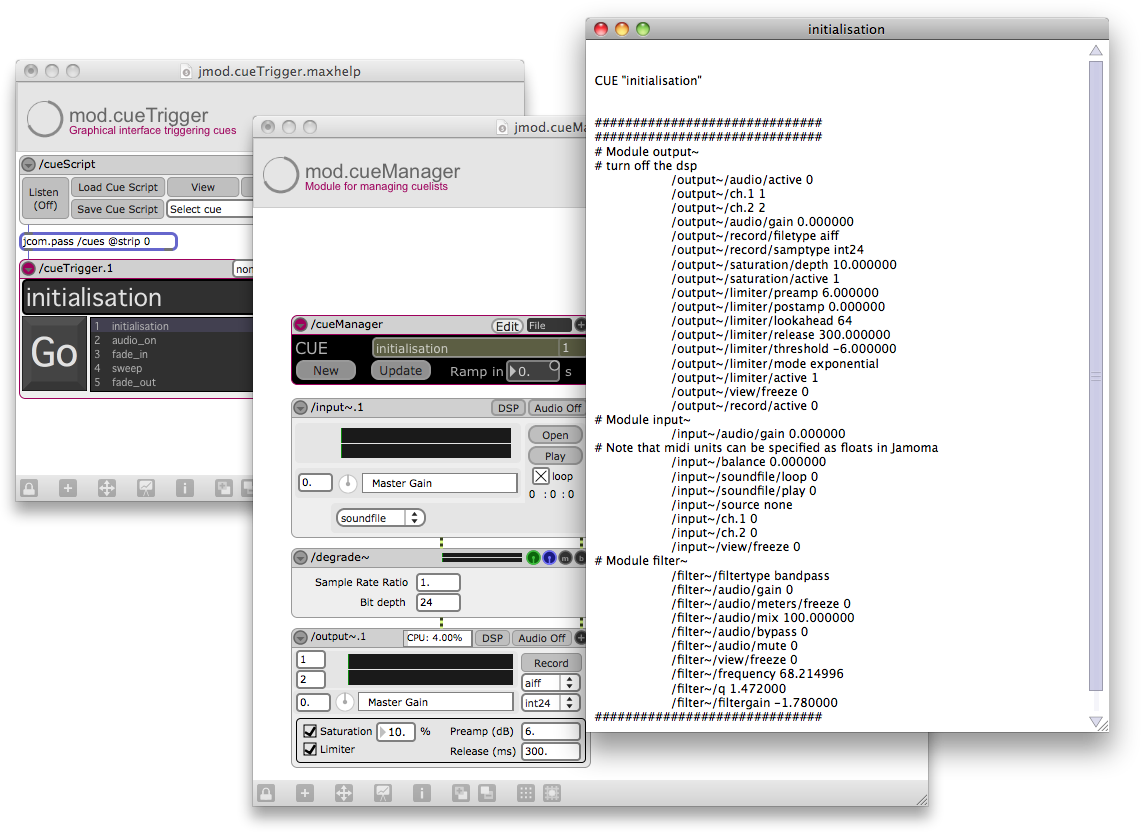 jmod.cueTrigger.maxhelp
mod.cueTrigger
Graphical interface triggering cues
/cueScript
Listen
(Off)
Load Cue Script
View
Save Cue Script
Select cue
jcom.pass /cues @strip 0
/cueTrigger.1
initialisation
Go
1 initialisation
2 audio_on
3 fade_in
4 sweep
5 fade_out
mod.cueManager
Module for managing cuelists
/cueManager
Edit
File
CUE
initialisation
1
New
Update
Ramp in
0.
s
/input~.1
DSP
Audio Off
Open
Play
loop
0 : 0 : 0
0.
Master Gain
soundfile
/degrade~
m
b
Sample Rate Ratio
1.
Bit depth
24
/output~.1
CPU: 4.00%
DSP
Audio Off
1
2
Record
aiff
0.
Master Gain
int24
Saturation
10.
%
Preamp (dB)
6.
Limiter
Release (ms)
300.
initialisation
CUE "initialisation"
##############################
##############################
# Module output~
# turn off the dsp
/output~/audio/active 0
/output~/ch.1 1
/output~/ch.2 2
/output~/audio/gain 0.000000
/output~/record/filetype aiff
/output~/record/samptype int24
/output~/saturation/depth 10.000000
/output~/saturation/active 1
/output~/limiter/preamp 6.000000
/output~/limiter/postamp 0.000000
/output~/limiter/lookahead 64
/output~/limiter/release 300.000000
/output~/limiter/threshold -6.000000
/output~/limiter/mode exponential
/output~/limiter/active 1
/output~/view/freeze 0
/output~/record/active 0
# Module input~
/input~/audio/gain 0.000000
# Note that midi units can be specified as floats in Jamoma
/input~/balance 0.000000
/input~/soundfile/loop 0
/input~/soundfile/play 0
/input~/source none
/input~/ch.1 0
/input~/ch.2 0
/input~/view/freeze 0
# Module filter~
/filter~/filtertype bandpass
/filter~/audio/gain 0
/filter~/audio/meters/freeze 0
/filter~/audio/mix 100.000000
/filter~/audio/bypass 0
/filter~/audio/mute 0
/filter~/view/freeze 0
/filter~/frequency 68.214996
/filter~/q 1.472000
/filter~/filtergain -1.780000
##############################